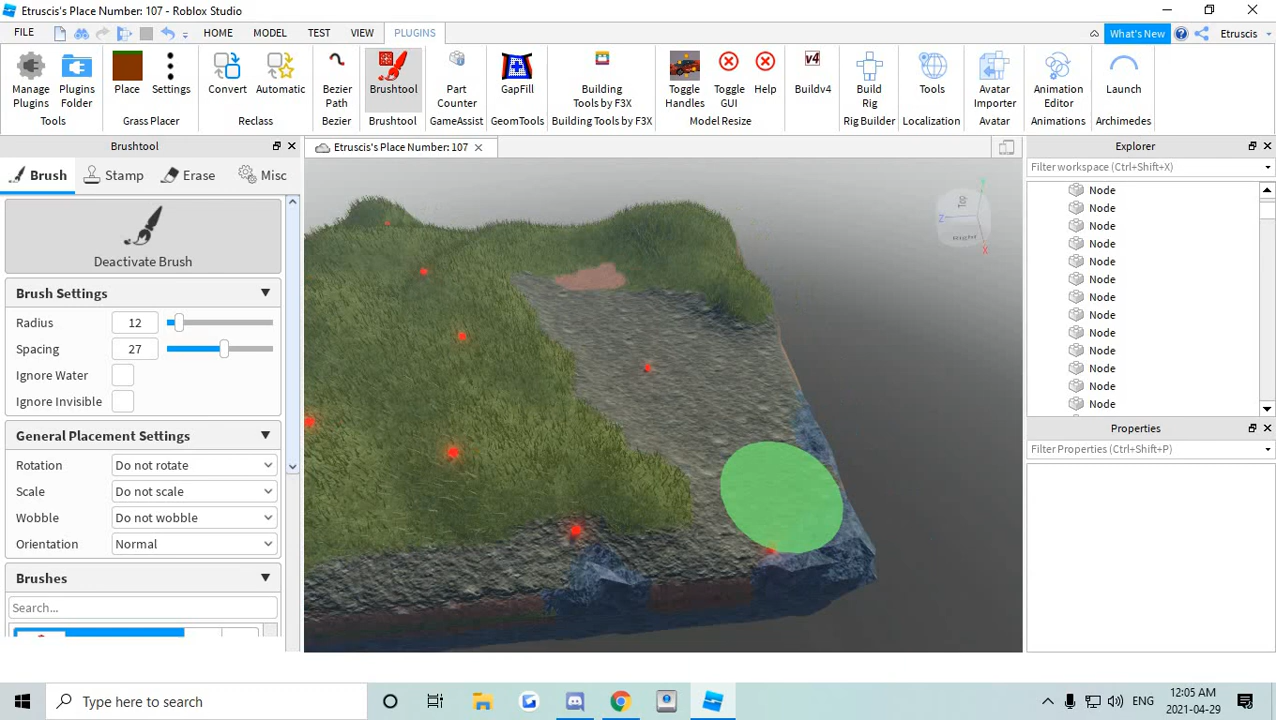 Etruscis's Place Number: 107 - Roblox Studio
FILE HOME MODEL TEST VIEW PLUGINS What's New Etruscis
Manage Plugins Plugins Folder Place Settings Convert Automatic Bezier Path Brushtool Part Counter GapFill Building Tools by F3X Toggle Handles Toggle GUI Help v4 Buildv4 Build Rig Tools Avatar Importer Animation Editor Launch
Tools Grass Placer Reclass Bezier Brushtool GameAssist GeomTools Building Tools by F3X Model Resize Rig Builder Localization Avatar Animations Archimedes
Brushtool
Etruscis's Place Number: 107
Explorer
Brush Stamp Erase Misc
Filter workspace (Ctrl+Shift+X)
Node
Node
Node
Node
Node
Node
Node
Node
Node
Node
Node
Node
Node
Top
Z
X
Deactivate Brush
Brush Settings
Radius 12
Spacing 27
Ignore Water
Ignore Invisible
General Placement Settings
Rotation Do not rotate
Scale Do not scale
Wobble Do not wobble
Orientation Normal
Brushes
Search...
Properties
Filter Properties (Ctrl+Shift+P)
Type here to search
ENG
12:05 AM
2021-04-29